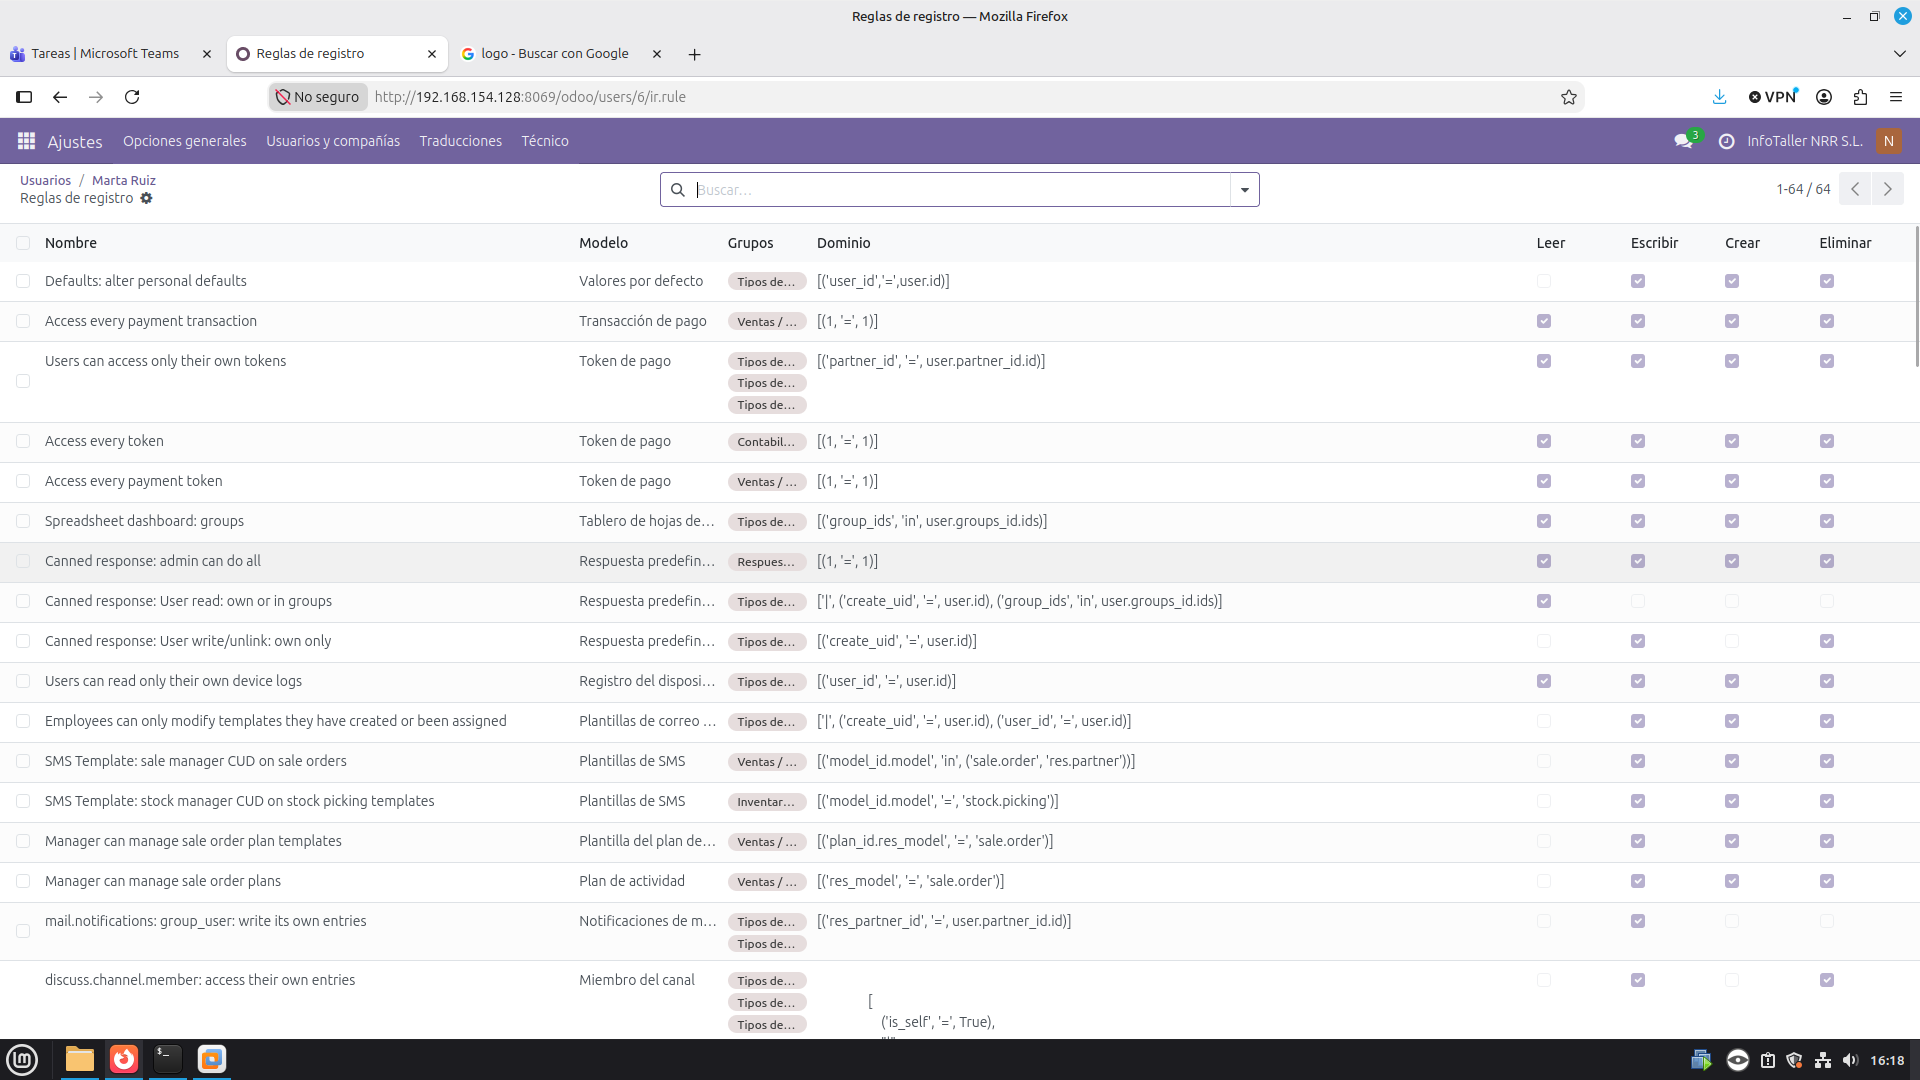 Reglas de registro — Mozilla Firefox
Tareas | Microsoft Teams
Reglas de registro
logo - Buscar con Google
No seguro http://192.168.154.128:8069/odoo/users/6/ir.rule
VPN
Ajustes Opciones generales Usuarios y compañías Traducciones Técnico 3 InfoTaller NRR S.L. N
Usuarios / Marta Ruiz
Reglas de registro
Buscar...
1-64 / 64
Nombre Modelo Grupos Dominio Leer Escribir Crear Eliminar
Defaults: alter personal defaults Valores por defecto Tipos de... [('user_id','=',user.id)]
Access every payment transaction Transacción de pago Ventas / ... [(1, '=', 1)]
Users can access only their own tokens Token de pago Tipos de... [('partner_id', '=', user.partner_id.id)]
Tipos de...
Tipos de...
Access every token Token de pago Contabil... [(1, '=', 1)]
Access every payment token Token de pago Ventas / ... [(1, '=', 1)]
Spreadsheet dashboard: groups Tablero de hojas de... Tipos de... [('group_ids', 'in', user.groups_id.ids)]
Canned response: admin can do all Respuesta predefin... Respues... [(1, '=', 1)]
Canned response: User read: own or in groups Respuesta predefin... Tipos de... ['|', ('create_uid', '=', user.id), ('group_ids', 'in', user.groups_id.ids)]
Canned response: User write/unlink: own only Respuesta predefin... Tipos de... [('create_uid', '=', user.id)]
Users can read only their own device logs Registro del disposi... Tipos de... [('user_id', '=', user.id)]
Employees can only modify templates they have created or been assigned Plantillas de correo ... Tipos de... ['|', ('create_uid', '=', user.id), ('user_id', '=', user.id)]
SMS Template: sale manager CUD on sale orders Plantillas de SMS Ventas / ... [('model_id.model', 'in', ('sale.order', 'res.partner'))]
SMS Template: stock manager CUD on stock picking templates Plantillas de SMS Inventar... [('model_id.model', '=', 'stock.picking')]
Manager can manage sale order plan templates Plantilla del plan de... Ventas / ... [('plan_id.res_model', '=', 'sale.order')]
Manager can manage sale order plans Plan de actividad Ventas / ... [('res_model', '=', 'sale.order')]
mail.notifications: group_user: write its own entries Notificaciones de m... Tipos de... [('res_partner_id', '=', user.partner_id.id)]
Tipos de...
discuss.channel.member: access their own entries Miembro del canal Tipos de...
Tipos de... [
Tipos de... ('is_self', '=', True),
16:18